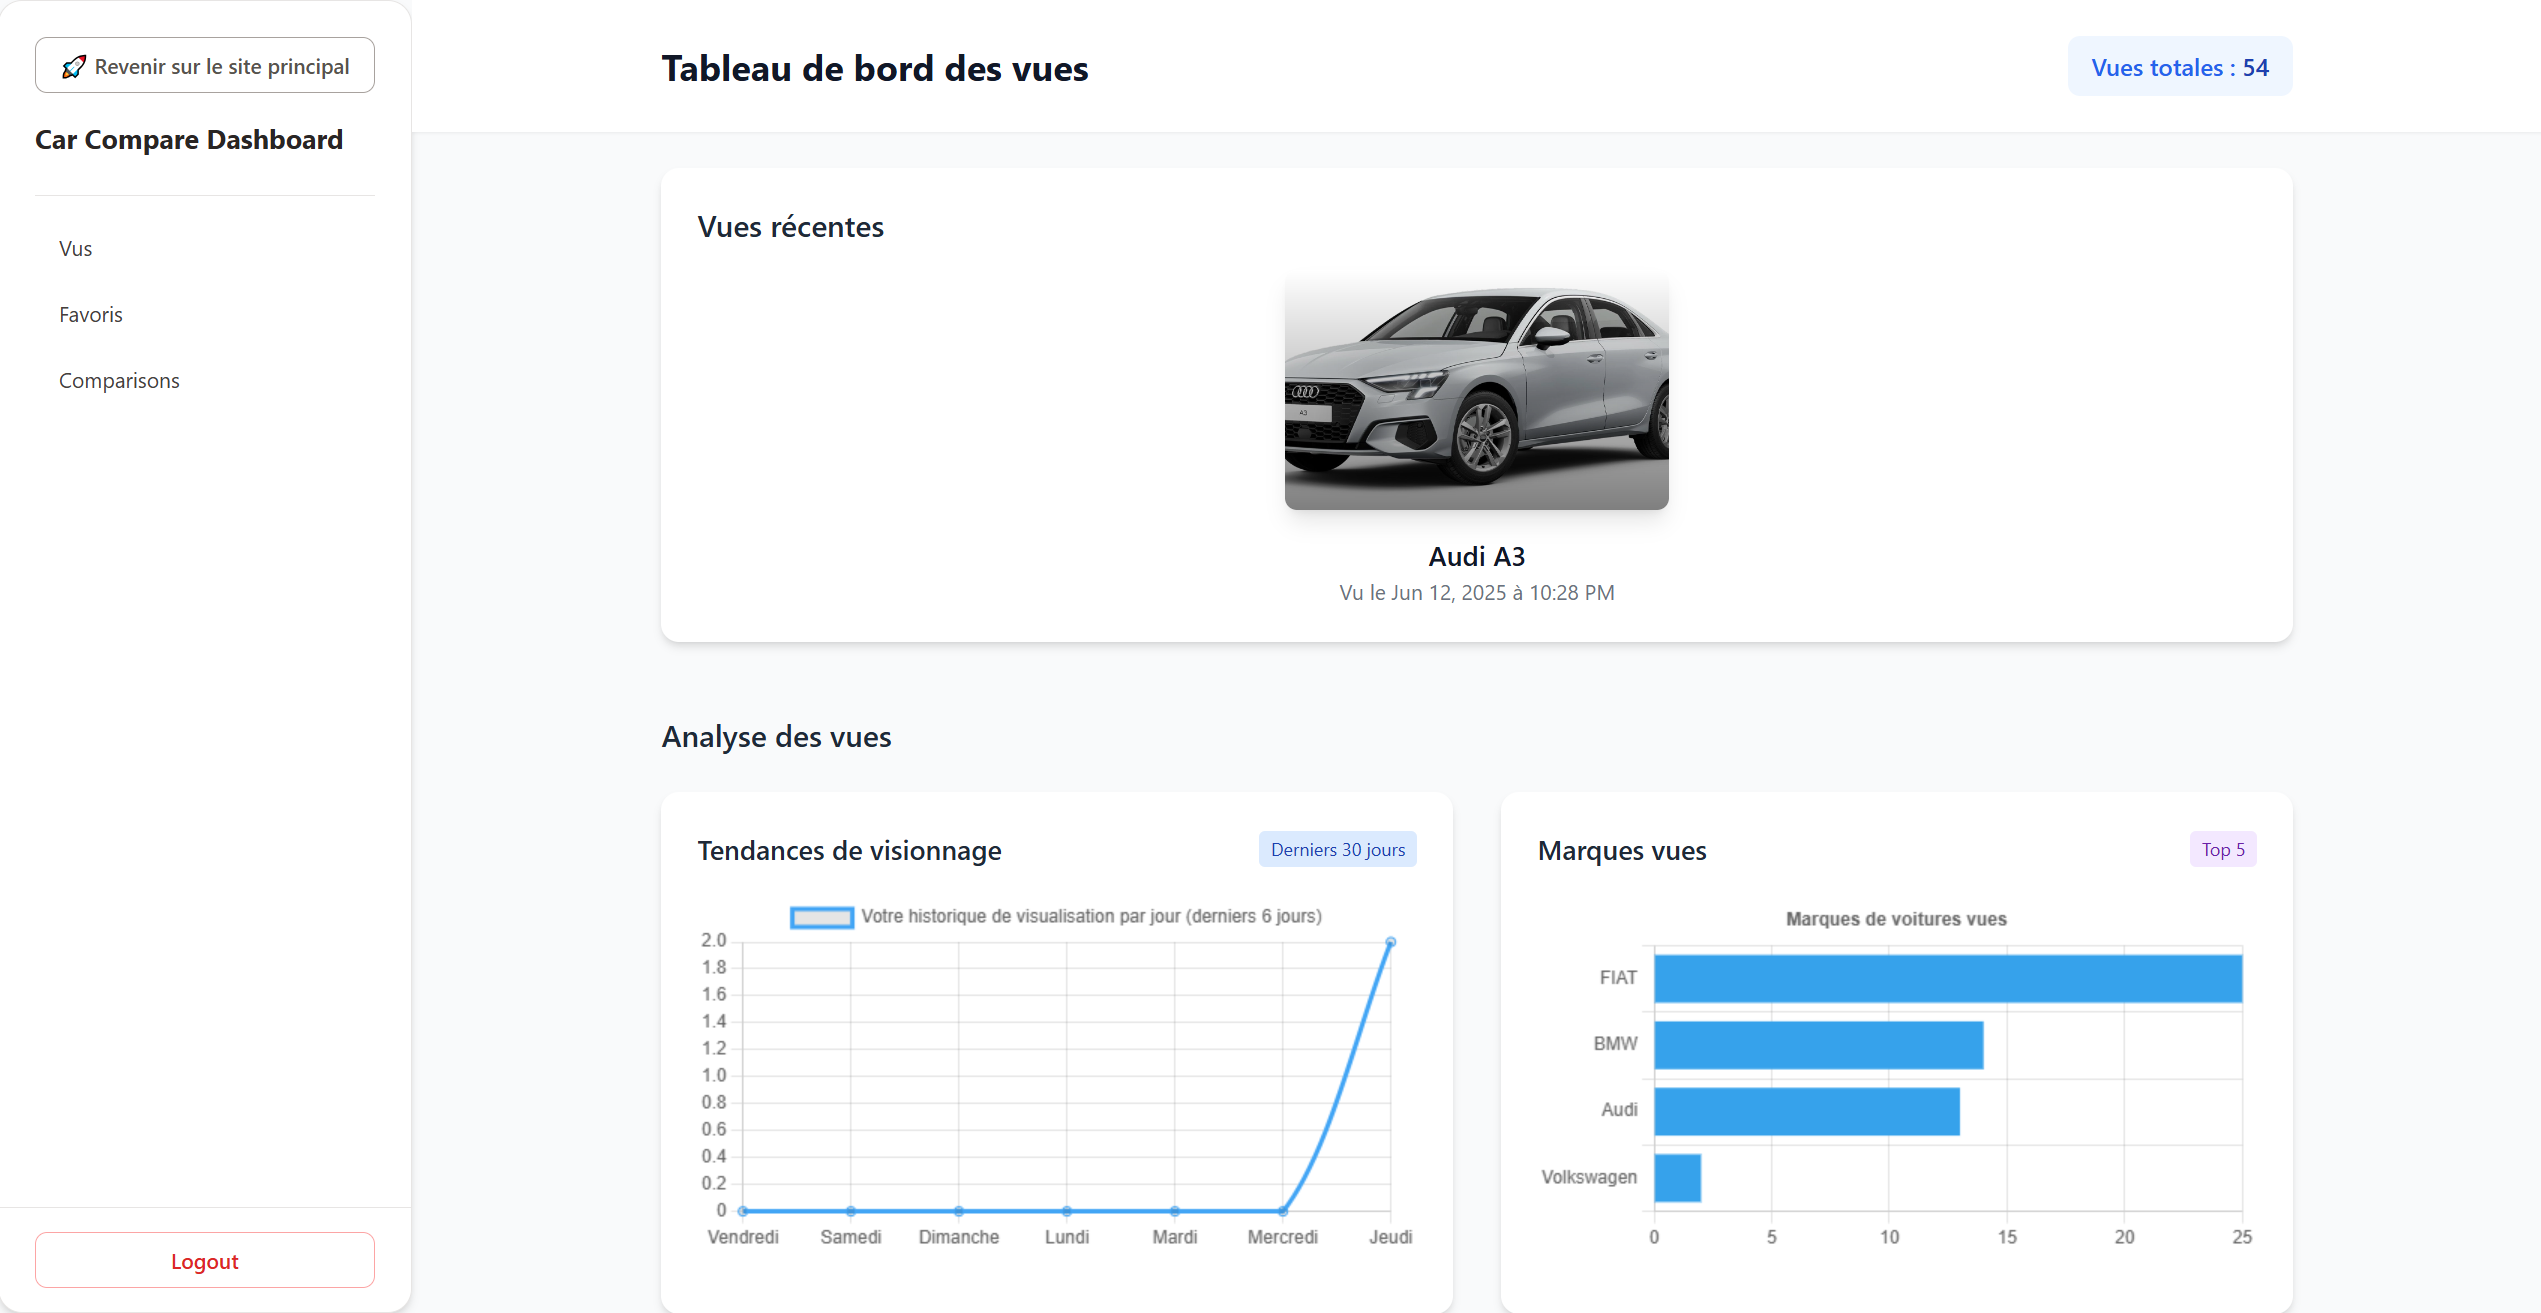 🚀 Revenir sur le site principal
Car Compare Dashboard
Vus
Favoris
Comparisons
Logout
Tableau de bord des vues
Vues totales : 54
Vues récentes
A3
Audi A3
Vu le Jun 12, 2025 à 10:28 PM
Analyse des vues
Tendances de visionnage
Derniers 30 jours
Votre historique de visualisation par jour (derniers 6 jours)
2.0
1.8
1.6
1.4
1.2
1.0
0.8
0.6
0.4
0.2
0
Vendredi Samedi Dimanche Lundi Mardi Mercredi Jeudi
Marques vues
Top 5
Marques de voitures vues
FIAT
BMW
Audi
Volkswagen
0 5 10 15 20 25